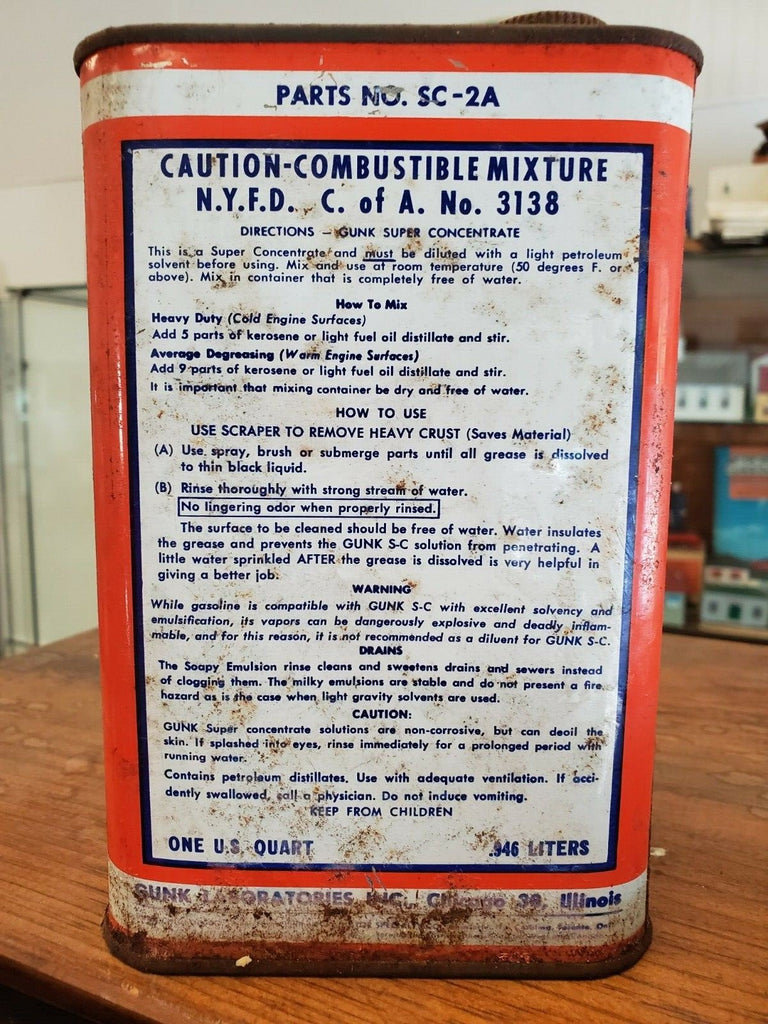 PARTS NO. SC-2A
CAUTION-COMBUSTIBLE MIXTURE
N.Y.F.D. C. of A. No. 3138
DIRECTIONS — GUNK SUPER CONCENTRATE
This is a Super Concentrate and must be diluted with a light petroleum
solvent before using. Mix and use at room temperature (50 degrees F. or
above). Mix in container that is completely free of water.
How To Mix
Heavy Duty (Cold Engine Surfaces)
Add 5 parts of kerosene or light fuel oil distillate and stir.
Average Degreasing (Warm Engine Surfaces)
Add 9 parts of kerosene or light fuel oil distillate and stir.
It is important that mixing container be dry and free of water.
HOW TO USE
USE SCRAPER TO REMOVE HEAVY CRUST (Saves Material)
(A) Use spray, brush or submerge parts until all grease is dissolved
to thin black liquid.
(B) Rinse thoroughly with strong stream of water.
No lingering odor when properly rinsed.
The surface to be cleaned should be free of water. Water insulates
the grease and prevents the GUNK S-C solution from penetrating. A
little water sprinkled AFTER the grease is dissolved is very helpful in
giving a better job.
WARNING
While gasoline is compatible with GUNK S-C with excellent solvency and
emulsification, its vapors can be dangerously explosive and deadly inflam-
mable, and for this reason, it is not recommended as a diluent for GUNK S-C.
DRAINS
The Soapy Emulsion rinse cleans and sweetens drains and sewers instead
of clogging them. The milky emulsions are stable and do not present a fire
hazard as is the case when light gravity solvents are used.
CAUTION:
GUNK Super concentrate solutions are non-corrosive, but can deoil the
skin. If splashed into eyes, rinse immediately for a prolonged period with
running water.
Contains petroleum distillates. Use with adequate ventilation. If acci-
dently swallowed, call a physician. Do not induce vomiting.
KEEP FROM CHILDREN
ONE U.S. QUART .946 LITERS
GUNK LABORATORIES, INC., Chicago 38, Illinois